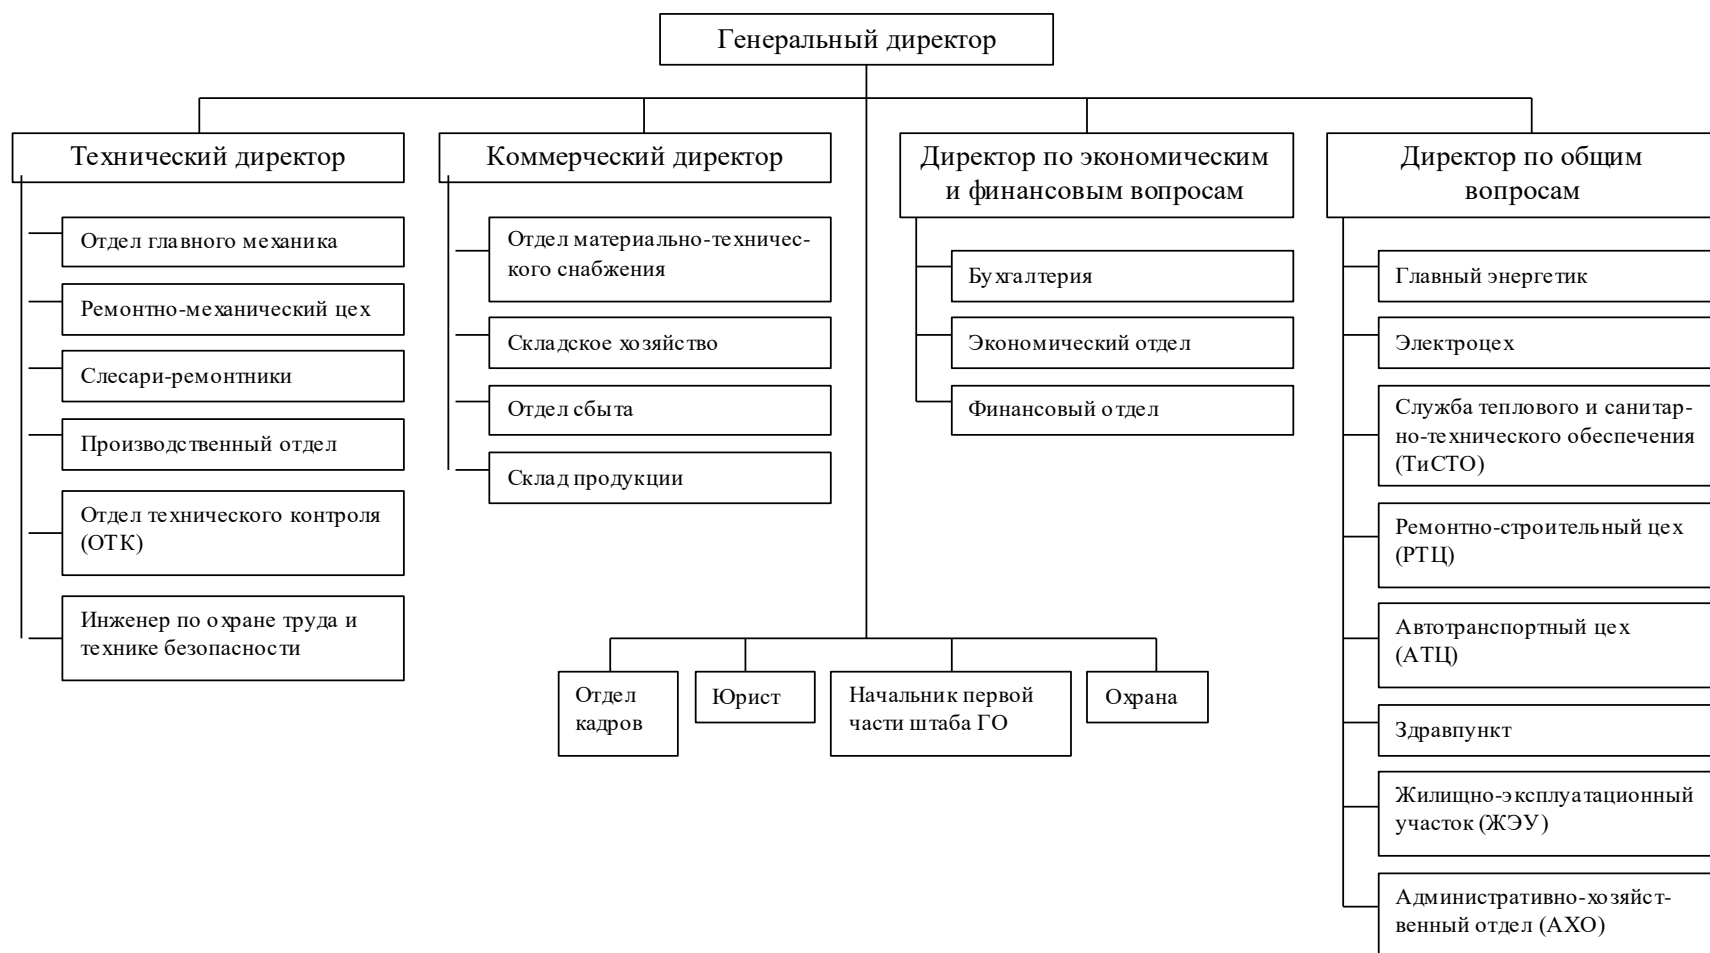 Генеральный директор
Технический директор
Отдел главного механика
Ремонтно-механический цех
Слесари-ремонтники
Производственный отдел
Отдел технического контроля
(ОТК)
Инженер по охране труда и
технике безопасности
Коммерческий директор
Отдел материально-техничес-
кого снабжения
Складское хозяйство
Отдел сбыта
Склад продукции
Директор по экономическим
и финансовым вопросам
Бухгалтерия
Экономический отдел
Финансовый отдел
Директор по общим
вопросам
Главный энергетик
Электроцех
Служба теплового и санитар-
но-технического обеспечения
(ТиСТО)
Ремонтно-строительный цех
(РТЦ)
Автотранспортный цех
(АТЦ)
Здравпункт
Жилищно-эксплуатационный
участок (ЖЭУ)
Административно-хозяйст-
венный отдел (АХО)
Отдел
кадров
Юрист
Начальник первой
части штаба ГО
Охрана